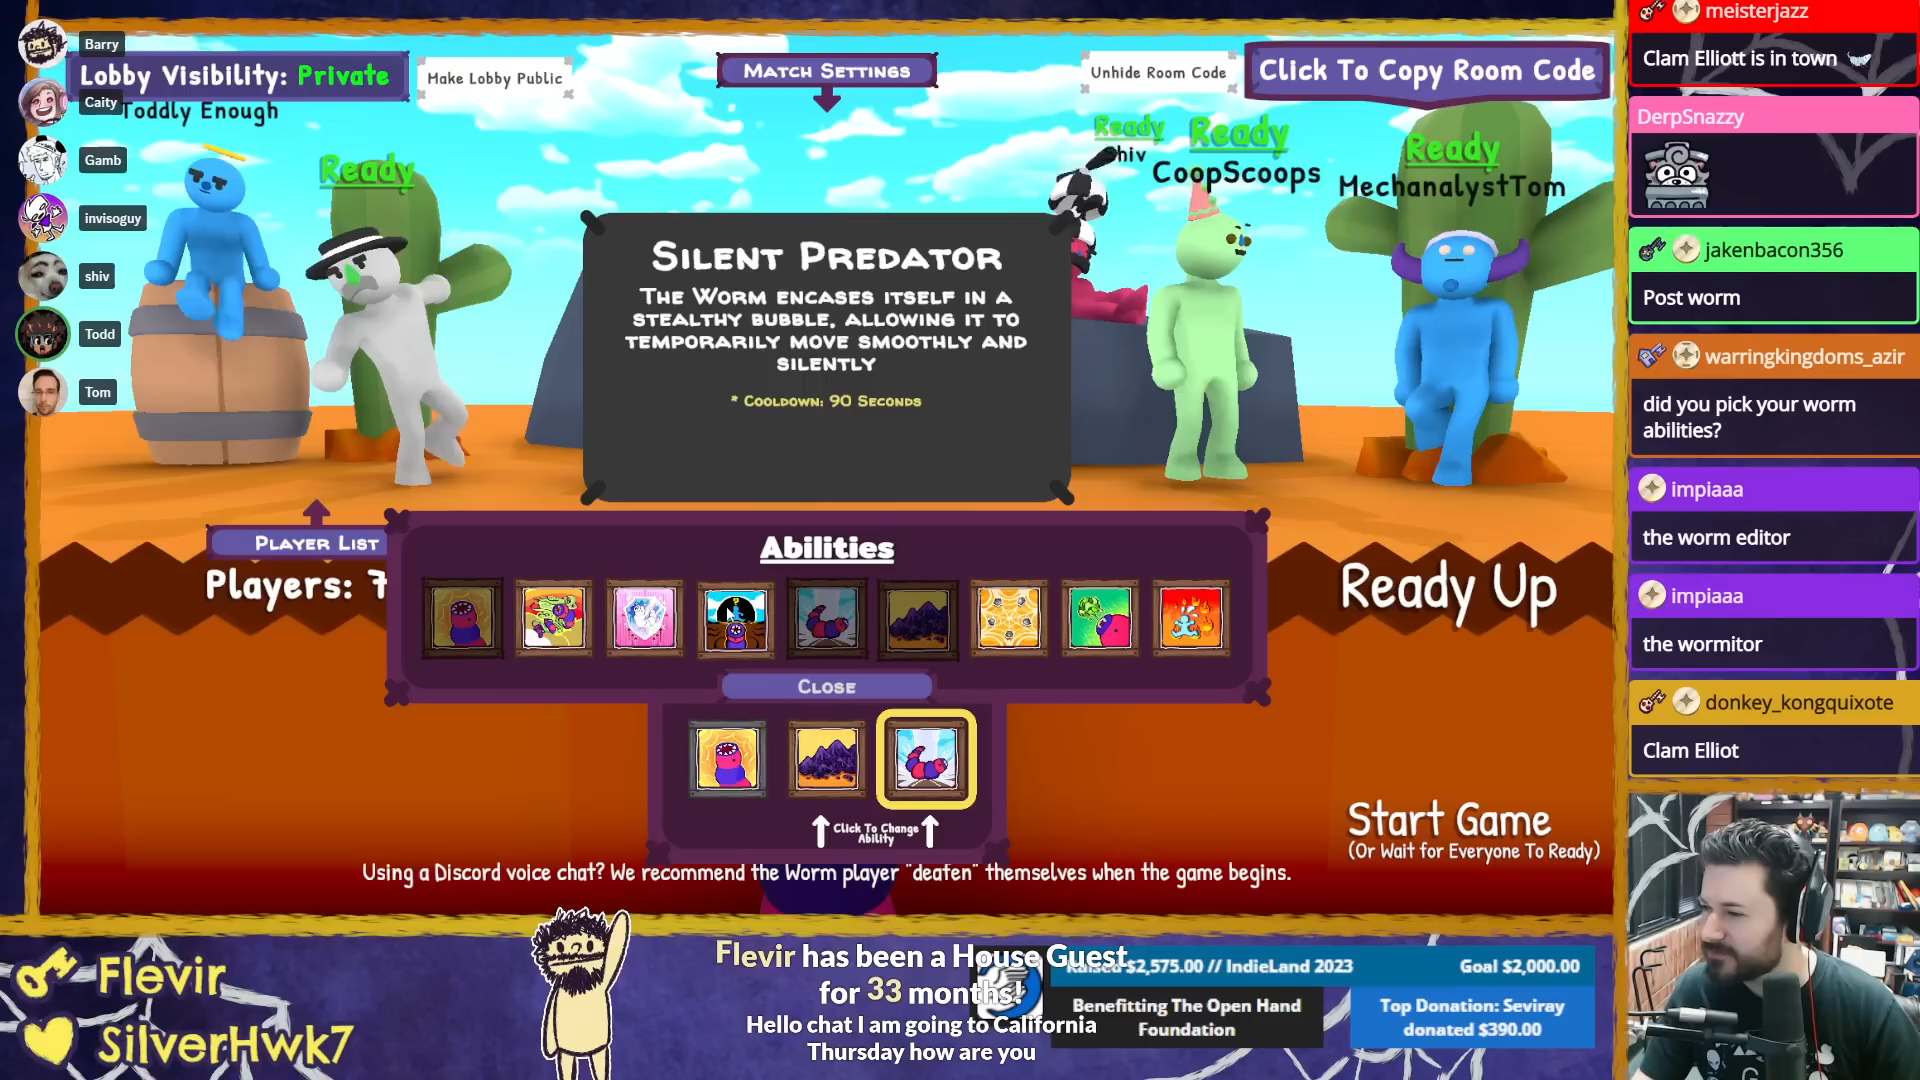 Barry
Caity
Gamb
invisoguy
shiv
Todd
Tom
Lobby Visibility: Private
Make Lobby Public
Match Settings
Unhide Room Code
Click To Copy Room Code
Toddly Enough
Ready
Ready
Shiv
Ready
CoopScoops
Ready
MechanalystTom
Silent Predator
The Worm encases itself in a
stealthy bubble, allowing it to
temporarily move smoothly and
silently
* Cooldown: 90 Seconds
Player List
Players: 7
Abilities
Close
Click To Change
Ability
Ready Up
Start Game
(Or Wait for Everyone To Ready)
Using a Discord voice chat? We recommend the Worm player "deafen" themselves when the game begins.
meisterjazz
Clam Elliott is in town
DerpSnazzy
jakenbacon356
Post worm
warringkingdoms_azir
did you pick your worm
abilities?
impiaaa
the worm editor
impiaaa
the wormitor
donkey_kongquixote
Clam Elliot
Flevir
SilverHwk7
Flevir has been a House Guest
for 33 months!
Hello chat I am going to California
Thursday how are you
Raised $2,575.00 // IndieLand 2023
Goal $2,000.00
Benefitting The Open Hand
Foundation
Top Donation: Seviray
donated $390.00